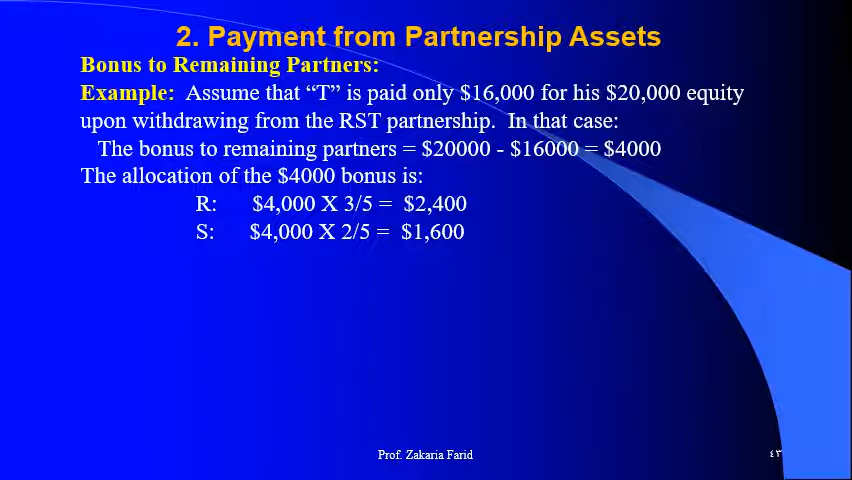 2. Payment from Partnership Assets
Bonus to Remaining Partners:
Example: Assume that “T” is paid only $16,000 for his $20,000 equity
upon withdrawing from the RST partnership. In that case:
The bonus to remaining partners = $20000 - $16000 = $4000
The allocation of the $4000 bonus is:
R: $4,000 X 3/5 = $2,400
S: $4,000 X 2/5 = $1,600
Prof. Zakaria Farid
٤٣